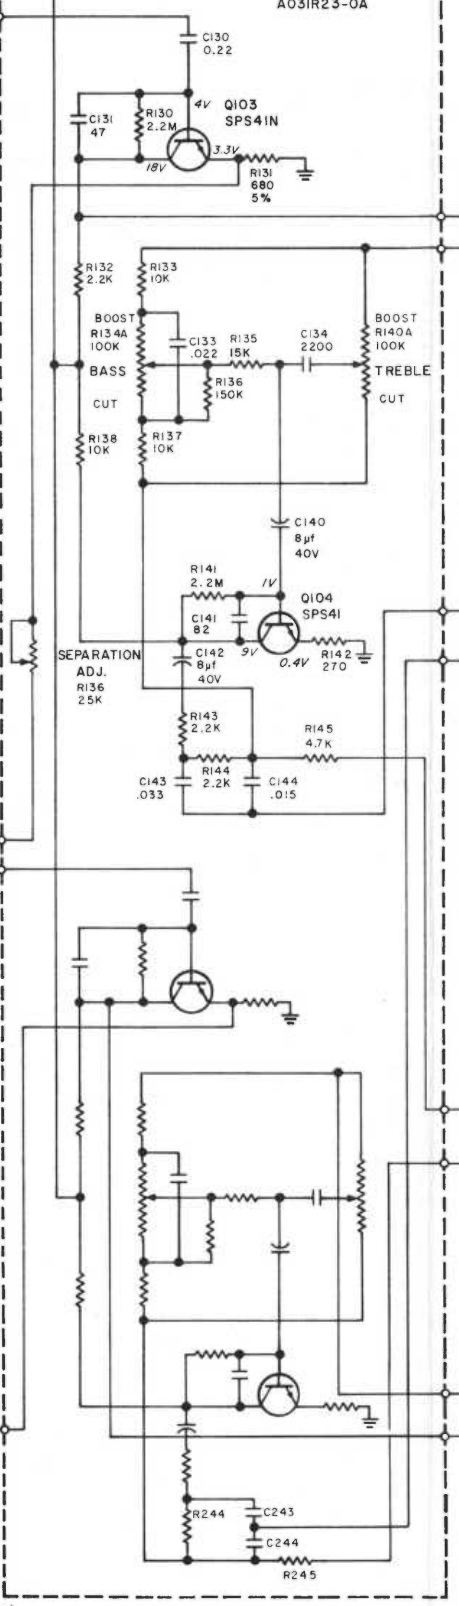 A031R23-0A
C130
0.22
4V
Q103
SPS41N
C131
47
R130
2.2M
3.3V
18V
R131
680
5%
R132
2.2K
R133
10K
BOOST
R134A
100K
BASS
CUT
C133
.022
R135
15K
C134
2200
BOOST
R140A
100K
TREBLE
CUT
R136
150K
R138
10K
R137
10K
C140
8µf
40V
R141
2.2M
1V
Q104
SPS41
C141
82
9V
0.4V
R142
270
SEPARATION
ADJ.
R136
25K
C142
8µf
40V
R143
2.2K
R145
4.7K
C143
.033
R144
2.2K
C144
.015
R244
C243
C244
R245